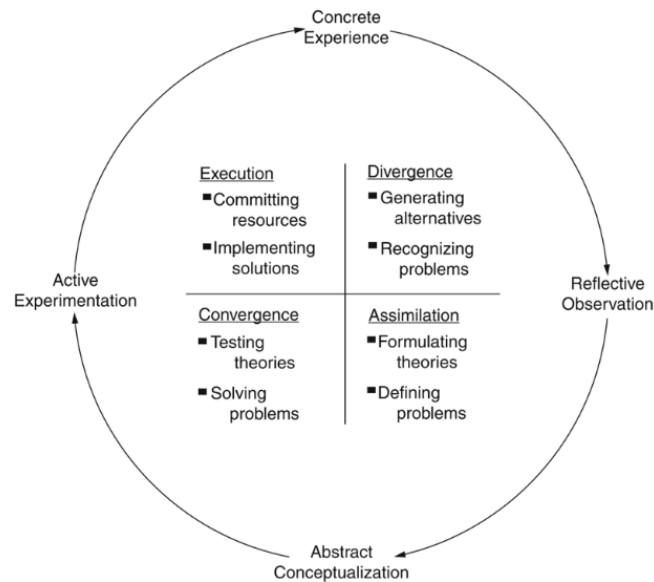 Concrete
Experience
Execution
▪Committing
resources
▪Implementing
solutions
Divergence
▪Generating
alternatives
▪Recognizing
problems
Active
Experimentation
Reflective
Observation
Convergence
▪Testing
theories
▪Solving
problems
Assimilation
▪Formulating
theories
▪Defining
problems
Abstract
Conceptualization